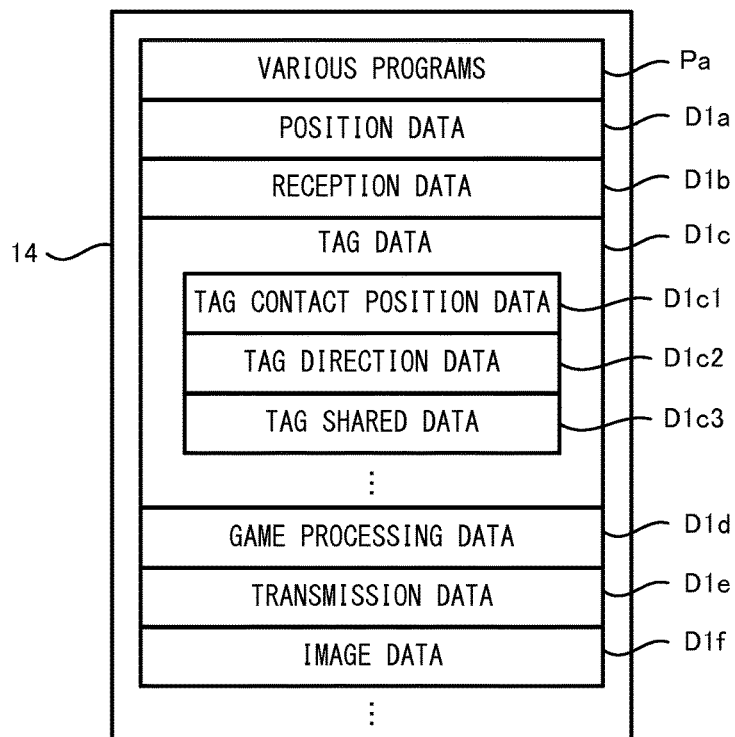 VARIOUS PROGRAMS Pa
POSITION DATA D1a
RECEPTION DATA D1b
TAG DATA D1c
14
TAG CONTACT POSITION DATA D1c1
TAG DIRECTION DATA D1c2
TAG SHARED DATA D1c3
⋮
GAME PROCESSING DATA D1d
TRANSMISSION DATA D1e
IMAGE DATA D1f
⋮